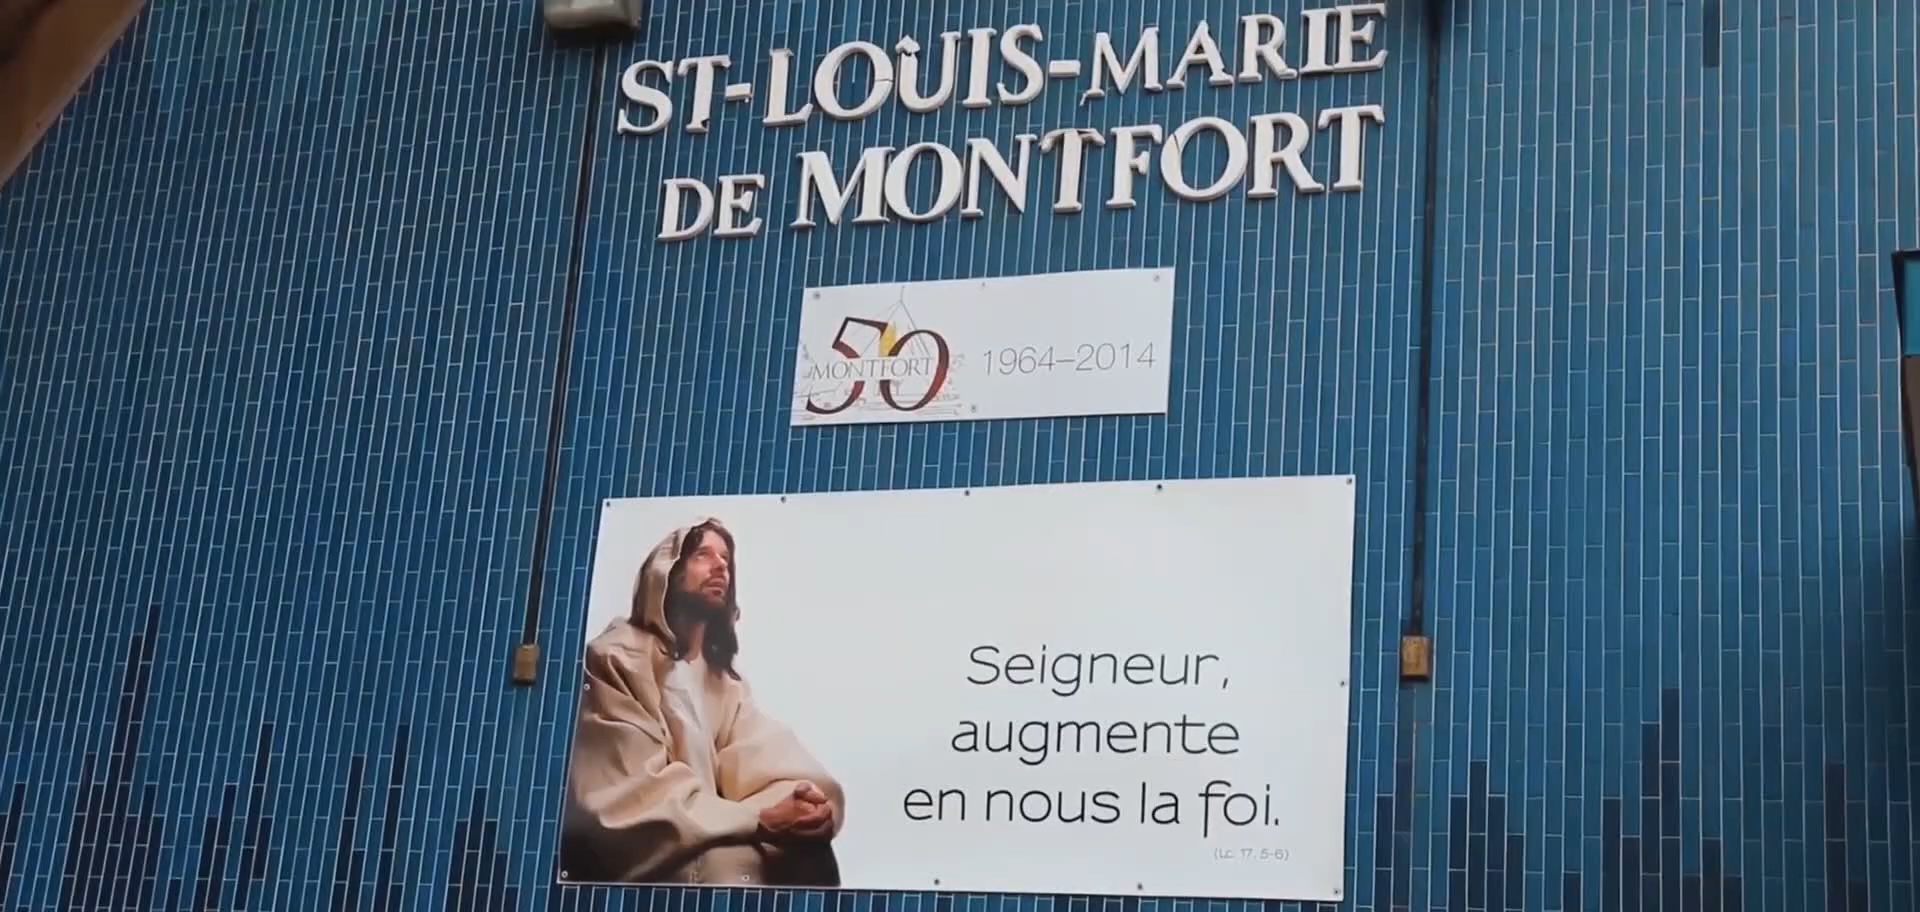 ST-LOUIS-MARIE
DE MONTFORT
50
MONTFORT
1964–2014
Seigneur,
augmente
en nous la foi.
(Lc. 17, 5-6)